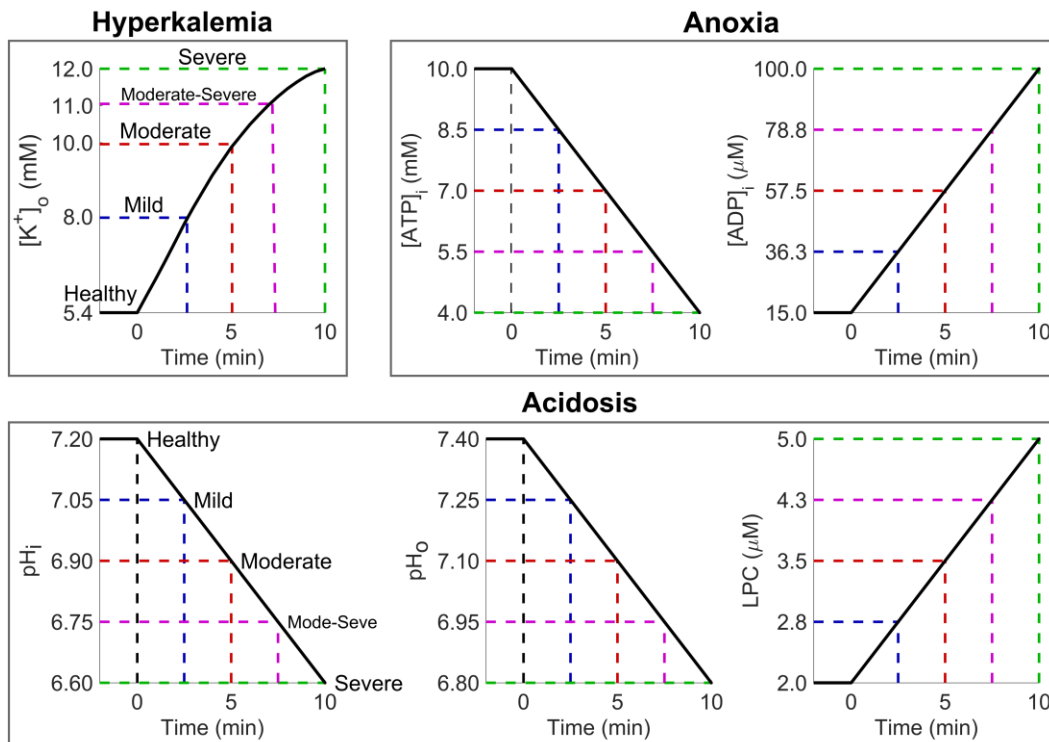 Hyperkalemia
Anoxia
12.0
Severe
11.0
Moderate-Severe
10.0
Moderate
8.0
Mild
Healthy
5.4
[K+]o (mM)
0 5 10
Time (min)
10.0
8.5
7.0
5.5
4.0
[ATP]i (mM)
0 5 10
Time (min)
100.0
78.8
57.5
36.3
15.0
[ADP]i (μM)
0 5 10
Time (min)
Acidosis
7.20
Healthy
7.05
Mild
6.90
Moderate
6.75
Mode-Seve
6.60
Severe
pHi
0 5 10
Time (min)
7.40
7.25
7.10
6.95
6.80
pHo
0 5 10
Time (min)
5.0
4.3
3.5
2.8
2.0
LPC (μM)
0 5 10
Time (min)